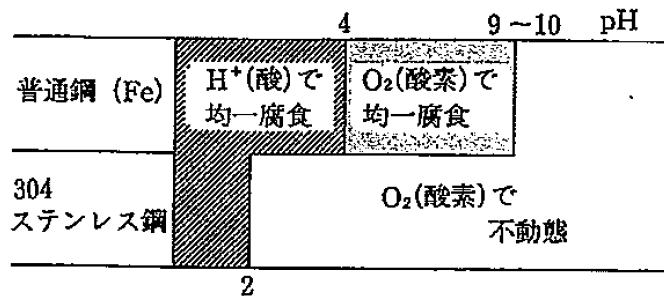 4 9～10 pH
普通鋼 (Fe)
H⁺(酸)で
均一腐食
O₂(酸素)で
均一腐食
304
ステンレス鋼
O₂(酸素)で
不動態
2